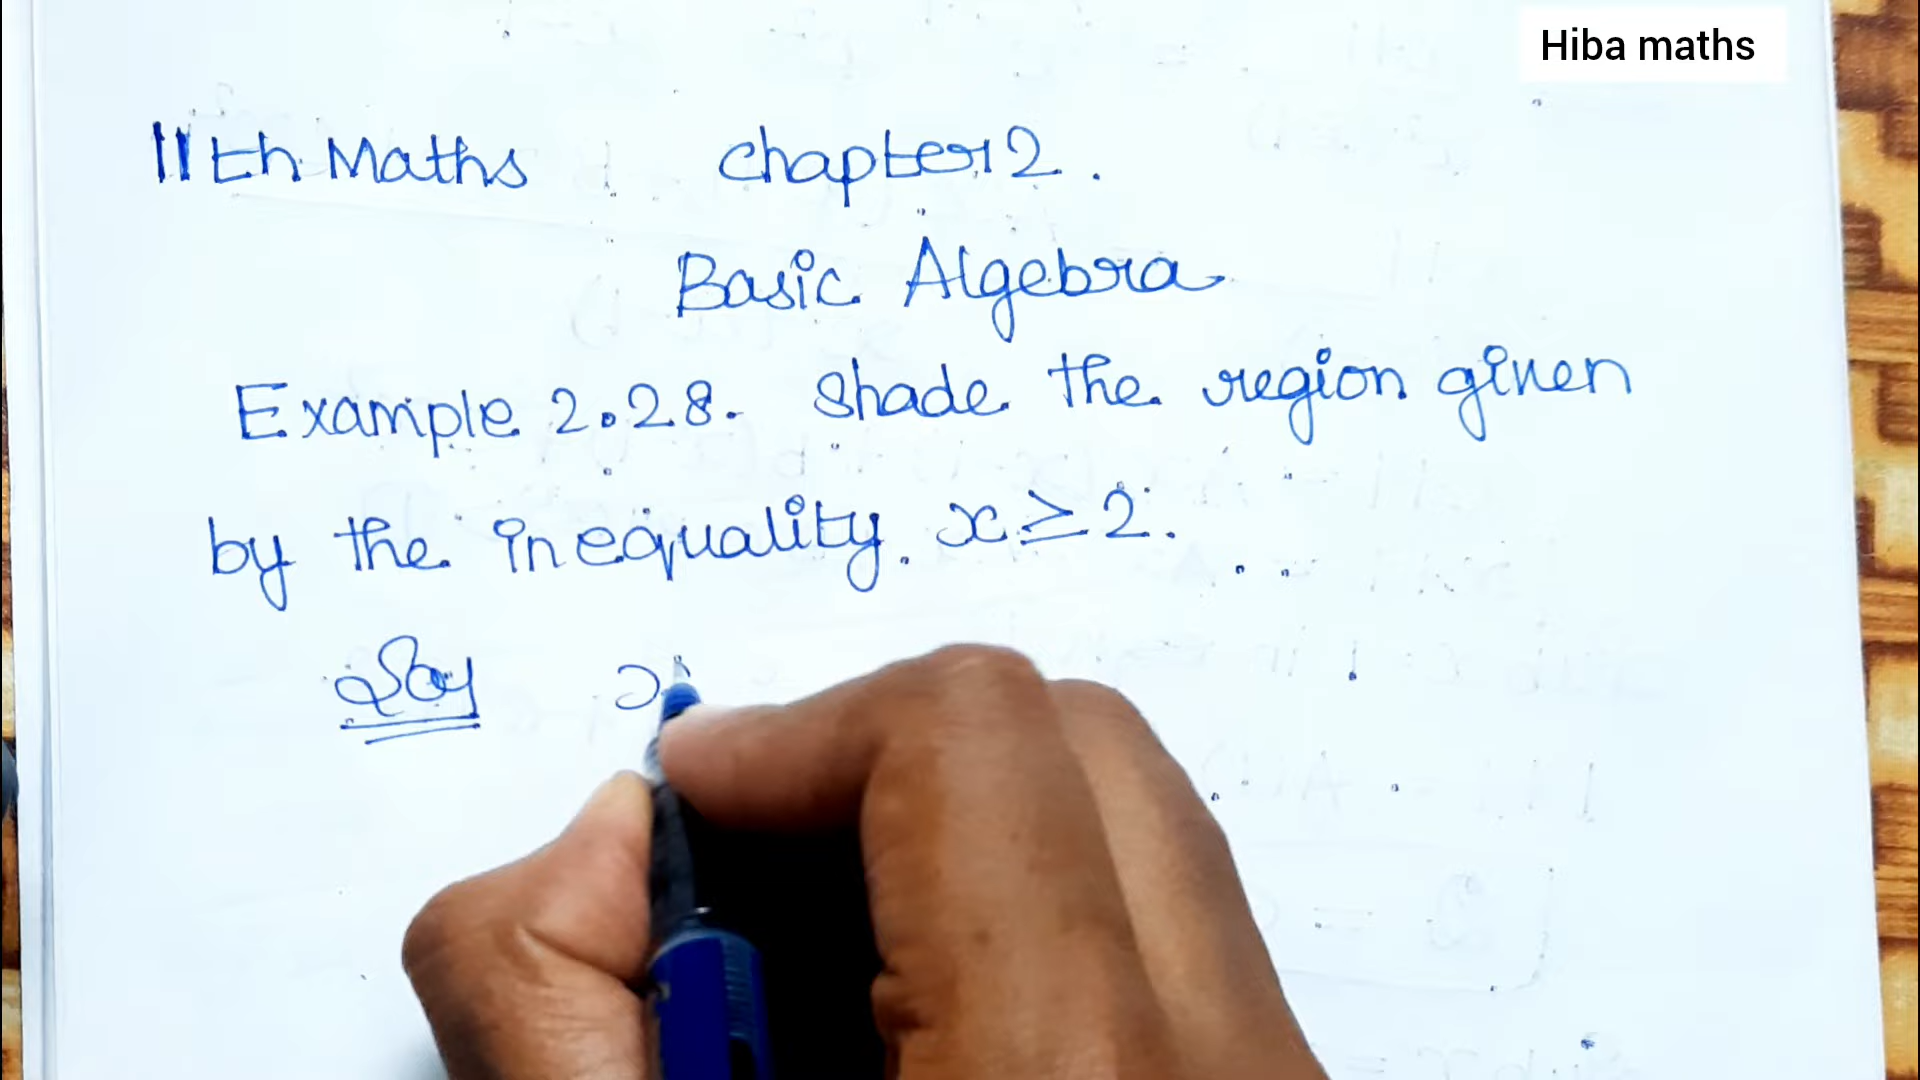 Hiba maths
11th Maths chapter 2.
Basic Algebra
Example 2.28. Shade the region given
by the inequality. x ≥ 2.
Soln x